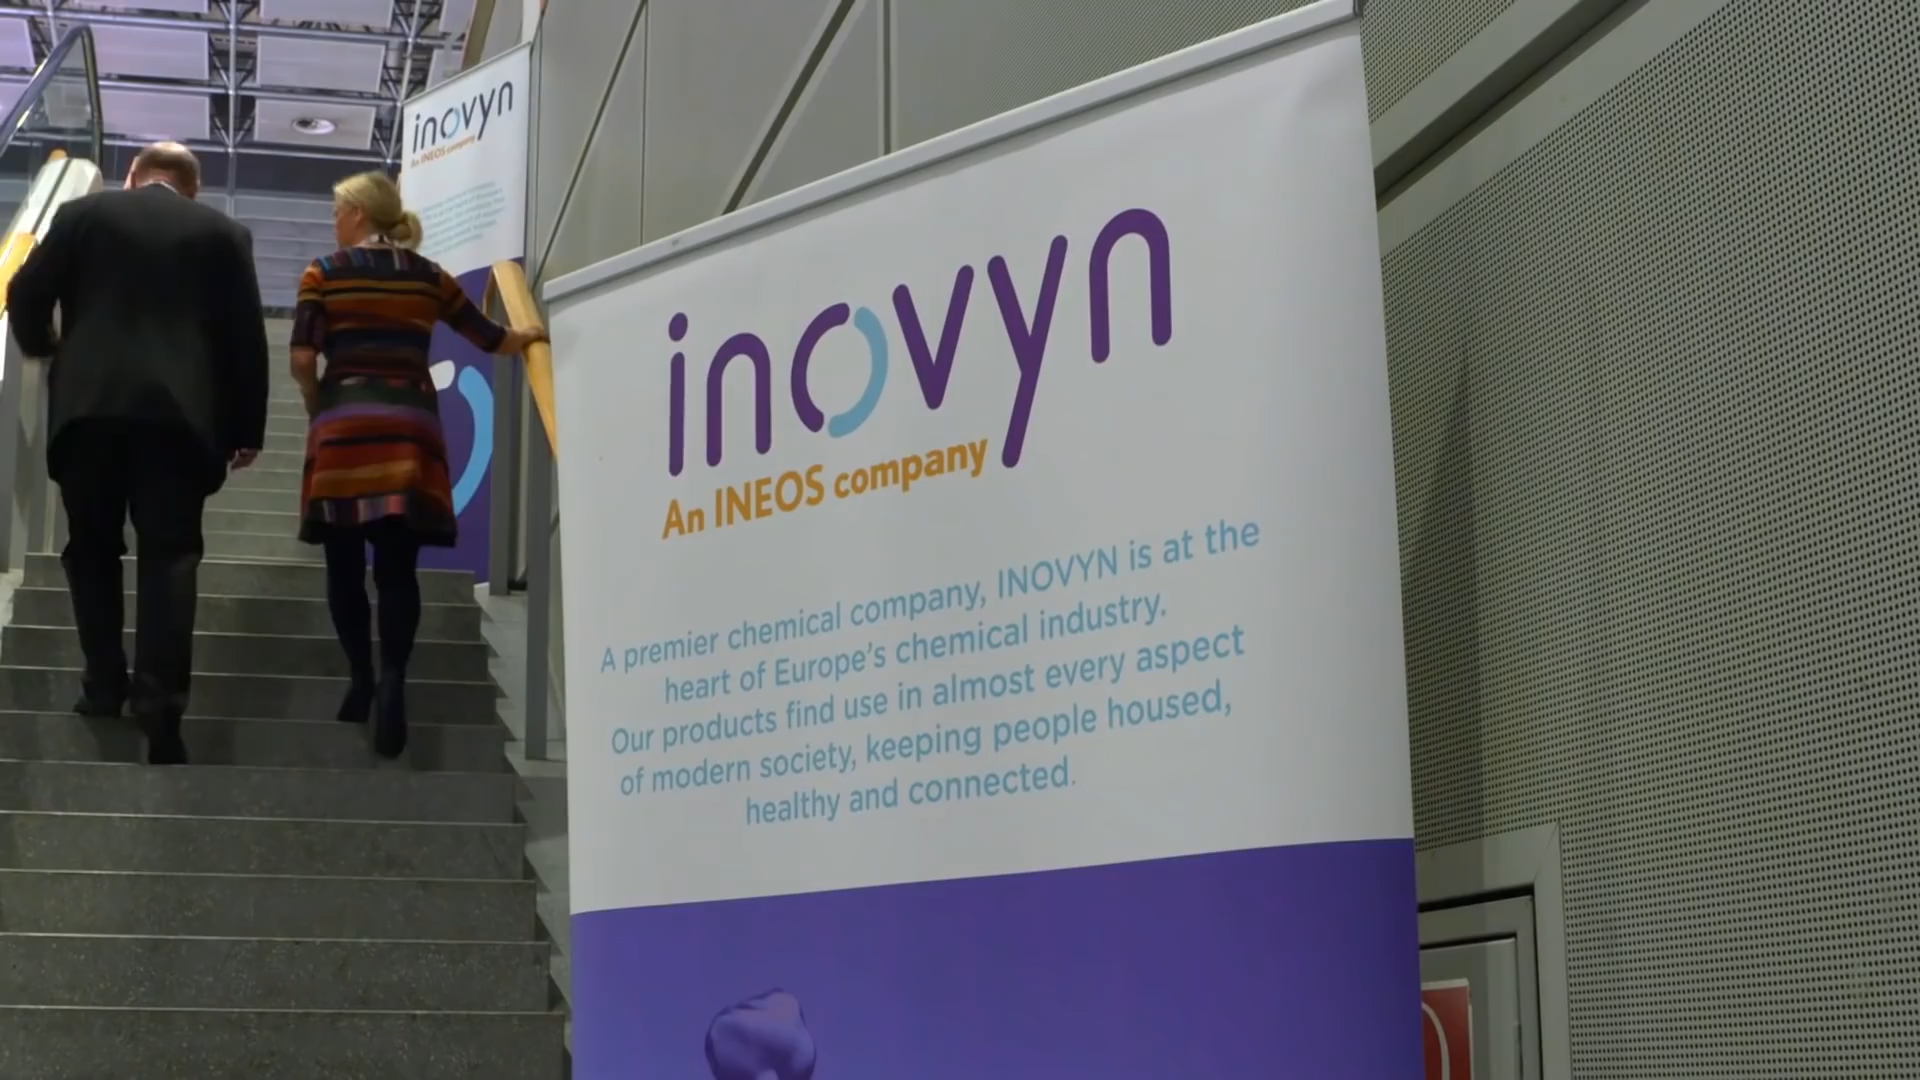 inovyn
An INEOS company
inovyn
An INEOS company
A premier chemical company, INOVYN is at the
heart of Europe's chemical industry.
Our products find use in almost every aspect
of modern society, keeping people housed,
healthy and connected.